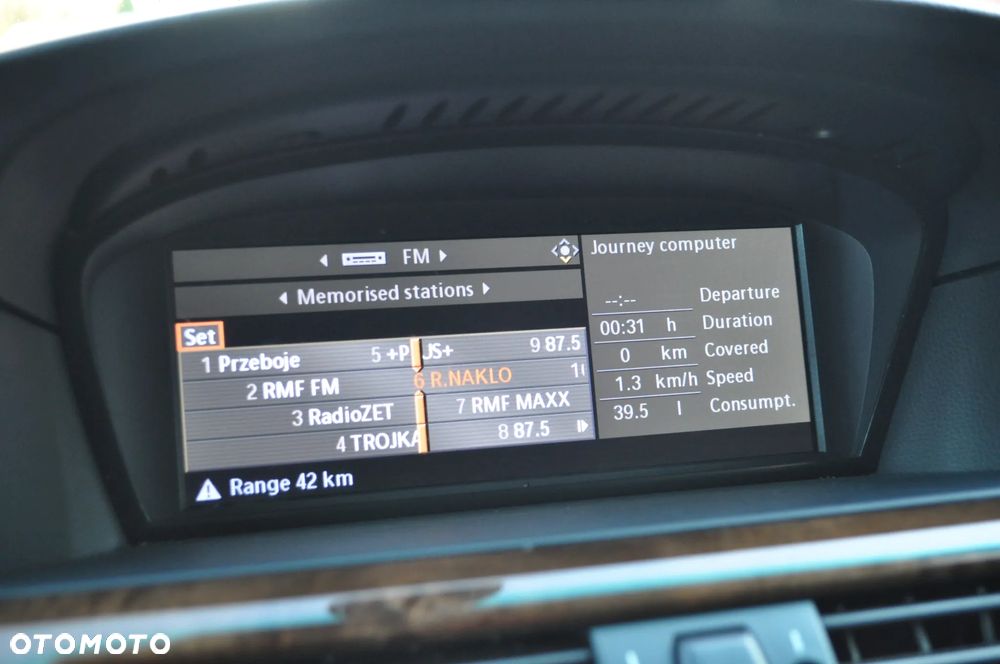 FM
Memorised stations
Set
1 Przeboje
2 RMF FM
3 RadioZET
4 TROJKA
5 +PLUS+
6 R.NAKLO
7 RMF MAXX
8 87.5
9 87.5
Range 42 km
Journey computer
--:-- Departure
00:31 h Duration
0 km Covered
1.3 km/h Speed
39.5 l Consumpt.
OTOMOTO